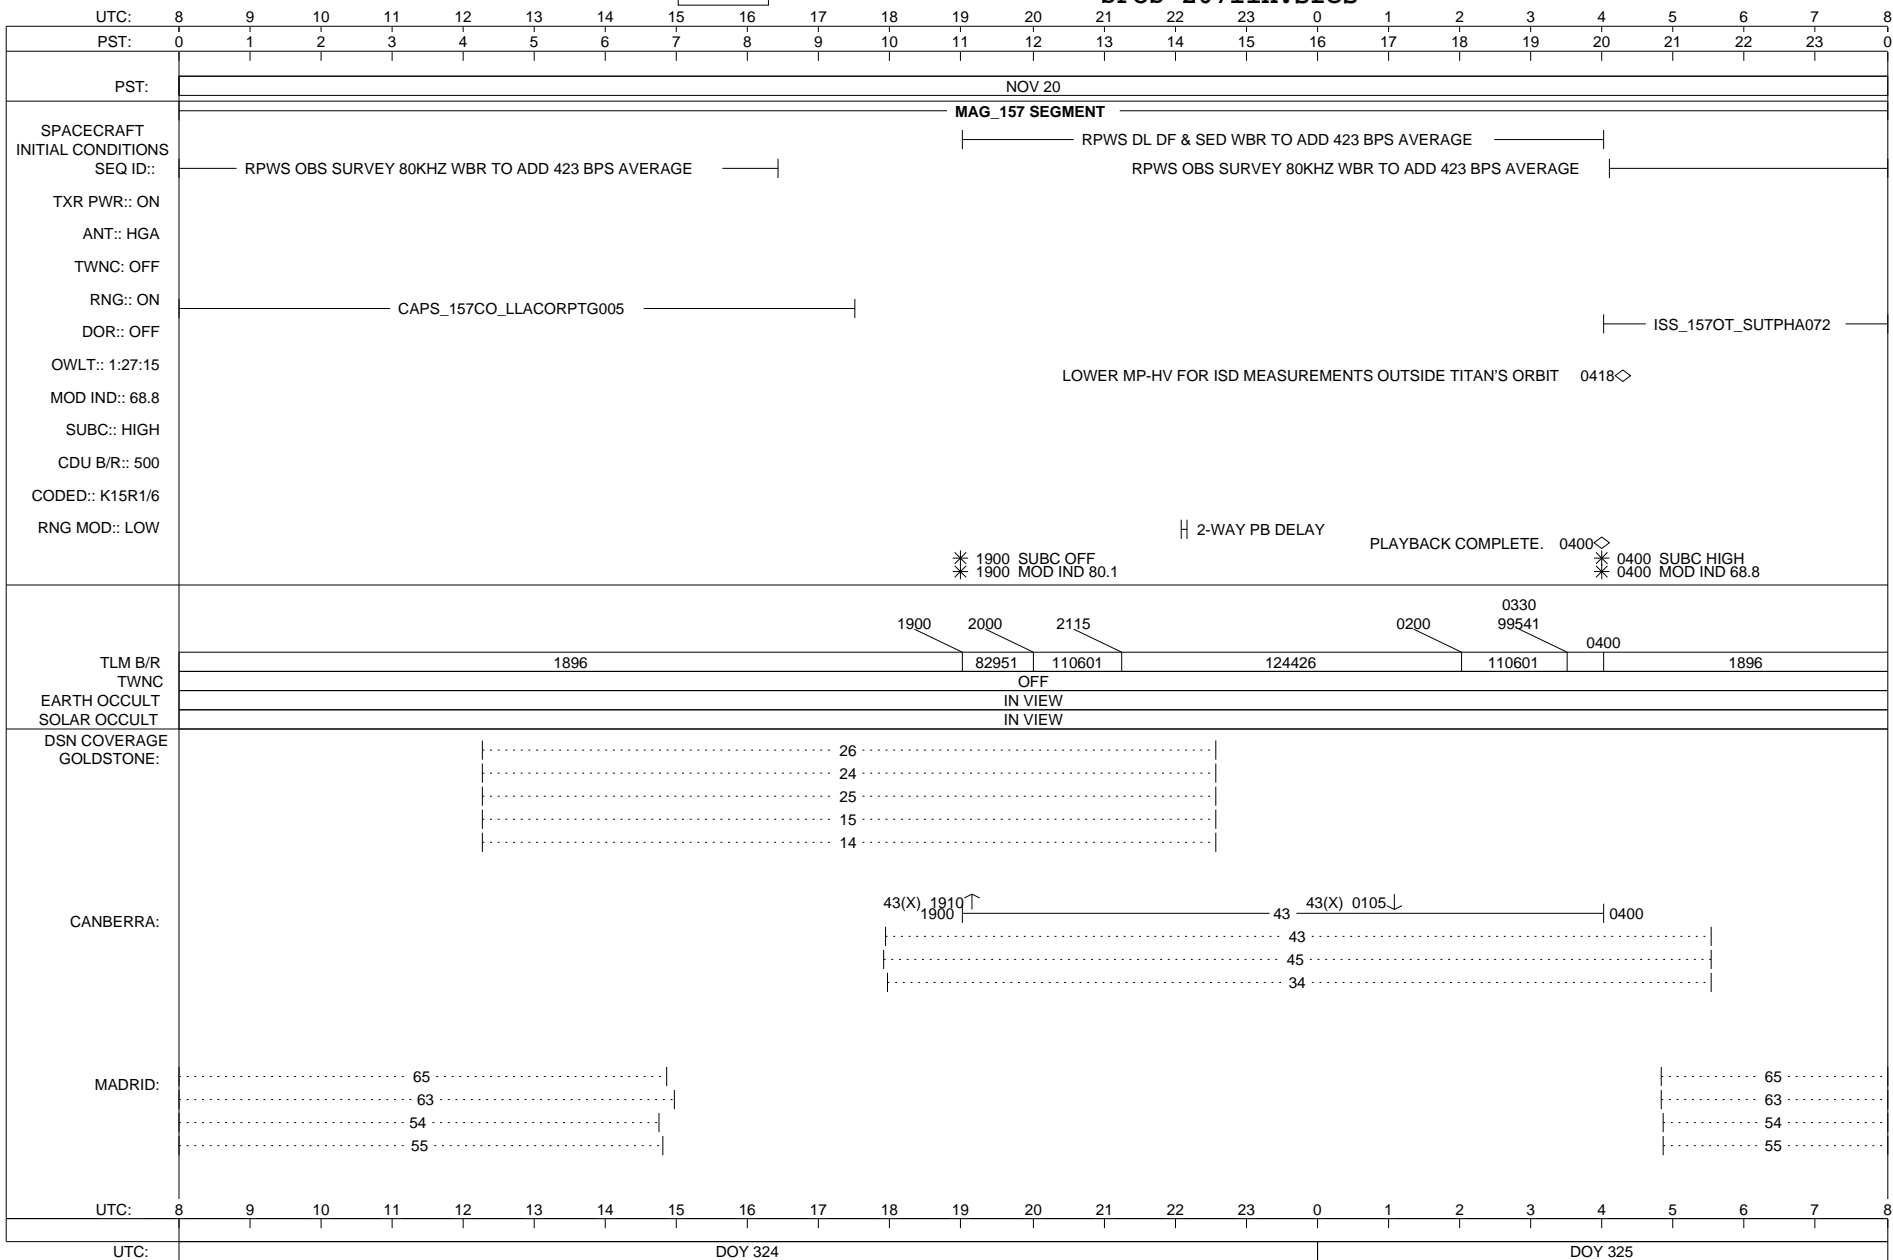 UTC: 8 9 10 11 12 13 14 15 16 17 18 19 20 21 22 23 0 1 2 3 4 5 6 7 8
PST: 0 1 2 3 4 5 6 7 8 9 10 11 12 13 14 15 16 17 18 19 20 21 22 23 0
PST: NOV 20
MAG_157 SEGMENT
SPACECRAFT
INITIAL CONDITIONS
RPWS DL DF & SED WBR TO ADD 423 BPS AVERAGE
SEQ ID:: RPWS OBS SURVEY 80KHZ WBR TO ADD 423 BPS AVERAGE RPWS OBS SURVEY 80KHZ WBR TO ADD 423 BPS AVERAGE
TXR PWR:: ON
ANT:: HGA
TWNC: OFF
RNG:: ON
CAPS_157CO_LLACORPTG005
DOR:: OFF
ISS_157OT_SUTPHA072
OWLT:: 1:27:15
LOWER MP-HV FOR ISD MEASUREMENTS OUTSIDE TITAN'S ORBIT 0418
MOD IND:: 68.8
SUBC:: HIGH
CDU B/R:: 500
CODED:: K15R1/6
RNG MOD:: LOW
2-WAY PB DELAY
PLAYBACK COMPLETE. 0400
1900 SUBC OFF 0400 SUBC HIGH
1900 MOD IND 80.1 0400 MOD IND 68.8
0330
1900 2000 2115 0200 99541
0400
TLM B/R 1896 82951 110601 124426 110601 1896
TWNC OFF
EARTH OCCULT IN VIEW
SOLAR OCCULT IN VIEW
DSN COVERAGE
GOLDSTONE:
26
24
25
15
14
CANBERRA:
43(X) 1910 43(X) 0105
1900 43 0400
43
45
34
MADRID:
65 65
63 63
54 54
55 55
UTC: 8 9 10 11 12 13 14 15 16 17 18 19 20 21 22 23 0 1 2 3 4 5 6 7 8
UTC: DOY 324 DOY 325